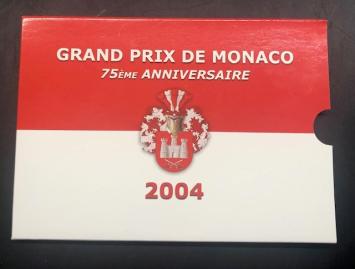 GRAND PRIX DE MONACO
75ÈME ANNIVERSAIRE
2004